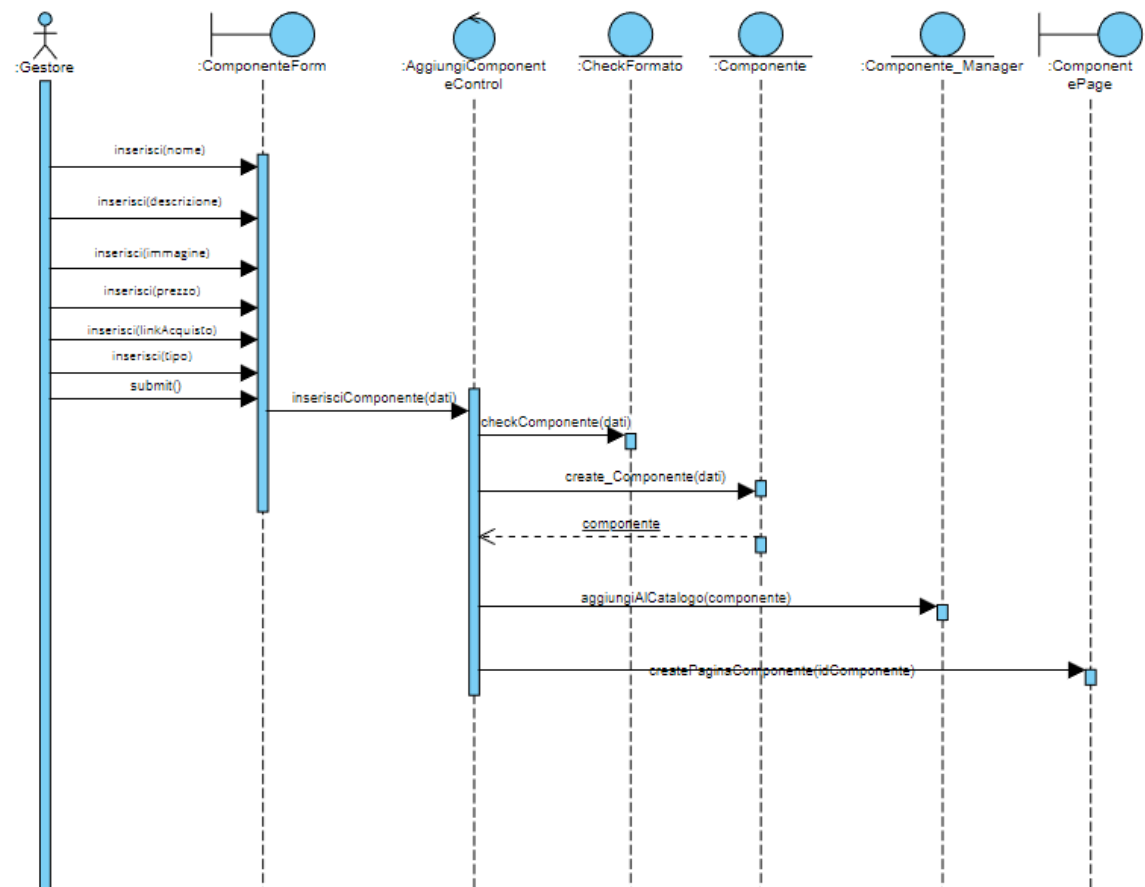 :Gestore
:ComponenteForm
:AggiungiComponent
eControl
:CheckFormato
:Componente
:Componente_Manager
:Component
ePage
inserisci(nome)
inserisci(descrizione)
inserisci(immagine)
inserisci(prezzo)
inserisci(linkAcquisto)
inserisci(tipo)
submit()
inserisciComponente(dati)
checkComponente(dati)
create_Componente(dati)
componente
aggiungiAlCatalogo(componente)
createPaginaComponente(idComponente)